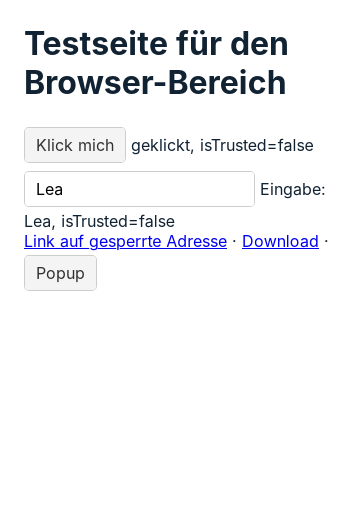 Testseite für den
Browser-Bereich
Klick mich geklickt, isTrusted=false
Lea Eingabe:
Lea, isTrusted=false
Link auf gesperrte Adresse · Download ·
Popup